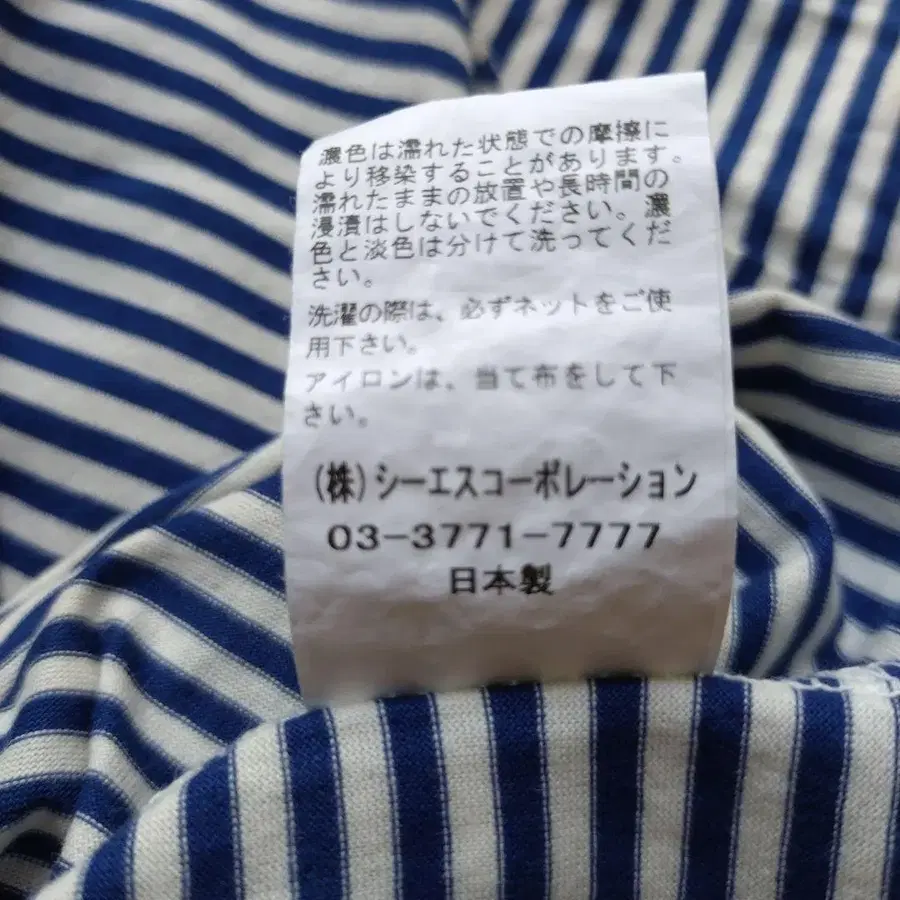 濃色は濡れた状態での摩擦に
より移染することがあります。
濡れたままの放置や長時間の
浸漬はしないでください。濃
色と淡色は分けて洗ってくだ
さい。
洗濯の際は、必ずネットをご使
用下さい。
アイロンは、当て布をして下
さい。
(株)シーエスコーポレーション
03-3771-7777
日本製